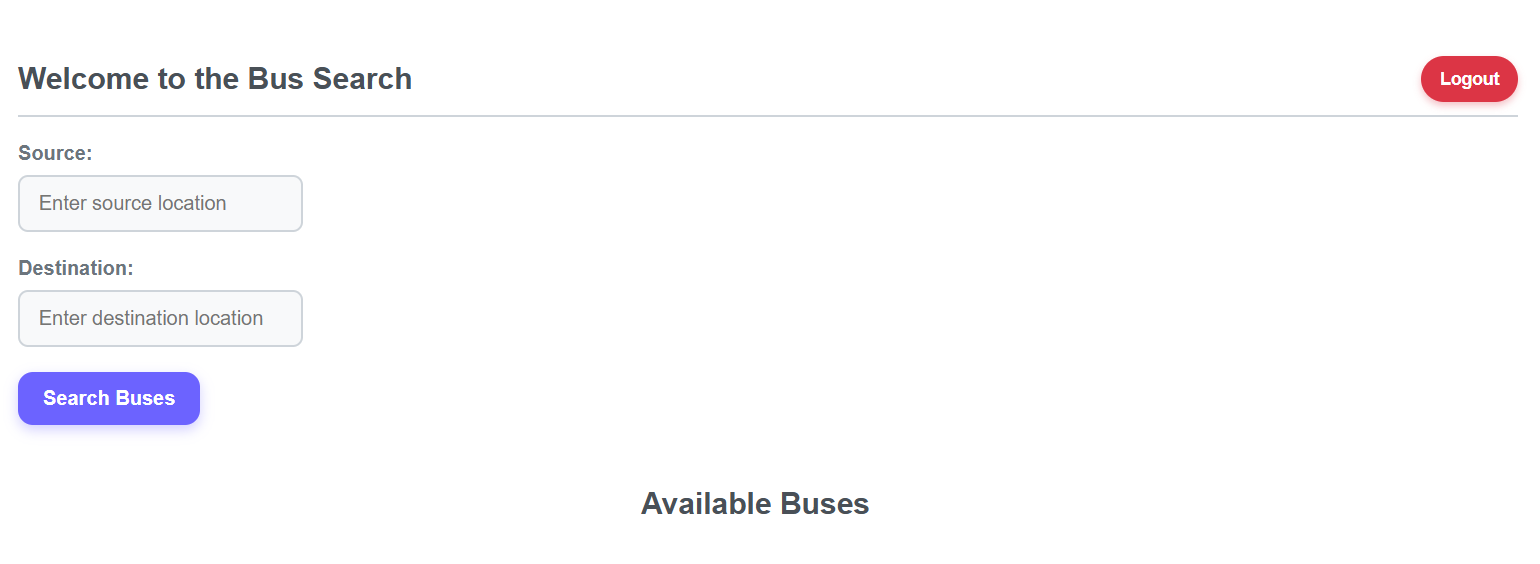 Welcome to the Bus Search
Logout
Source:
Enter source location
Destination:
Enter destination location
Search Buses
Available Buses